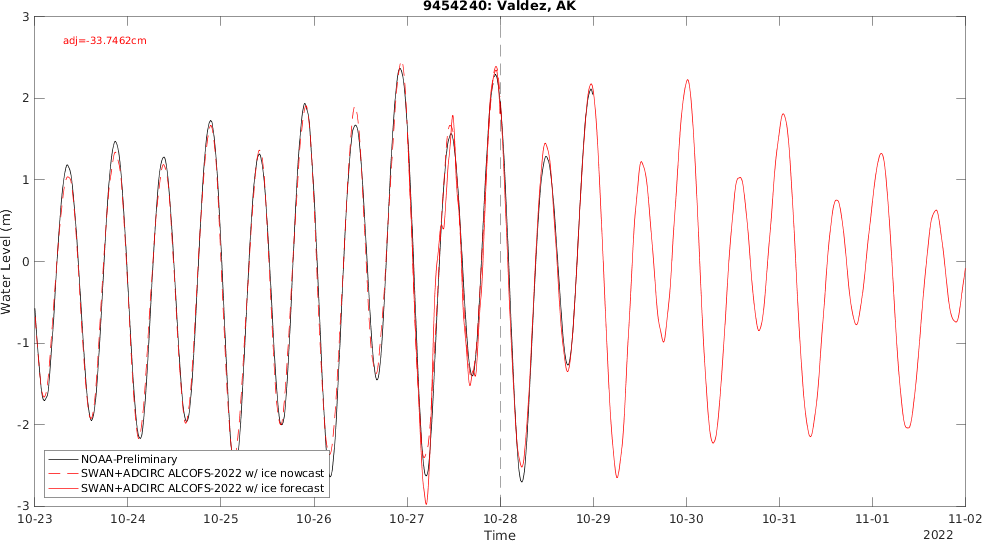 9454240: Valdez, AK
adj=-33.7462cm
3
2
1
0
-1
-2
-3
Water Level (m)
NOAA-Preliminary
SWAN+ADCIRC ALCOFS-2022 w/ ice nowcast
SWAN+ADCIRC ALCOFS-2022 w/ ice forecast
10-23 10-24 10-25 10-26 10-27 10-28 10-29 10-30 10-31 11-01 11-02
Time
2022